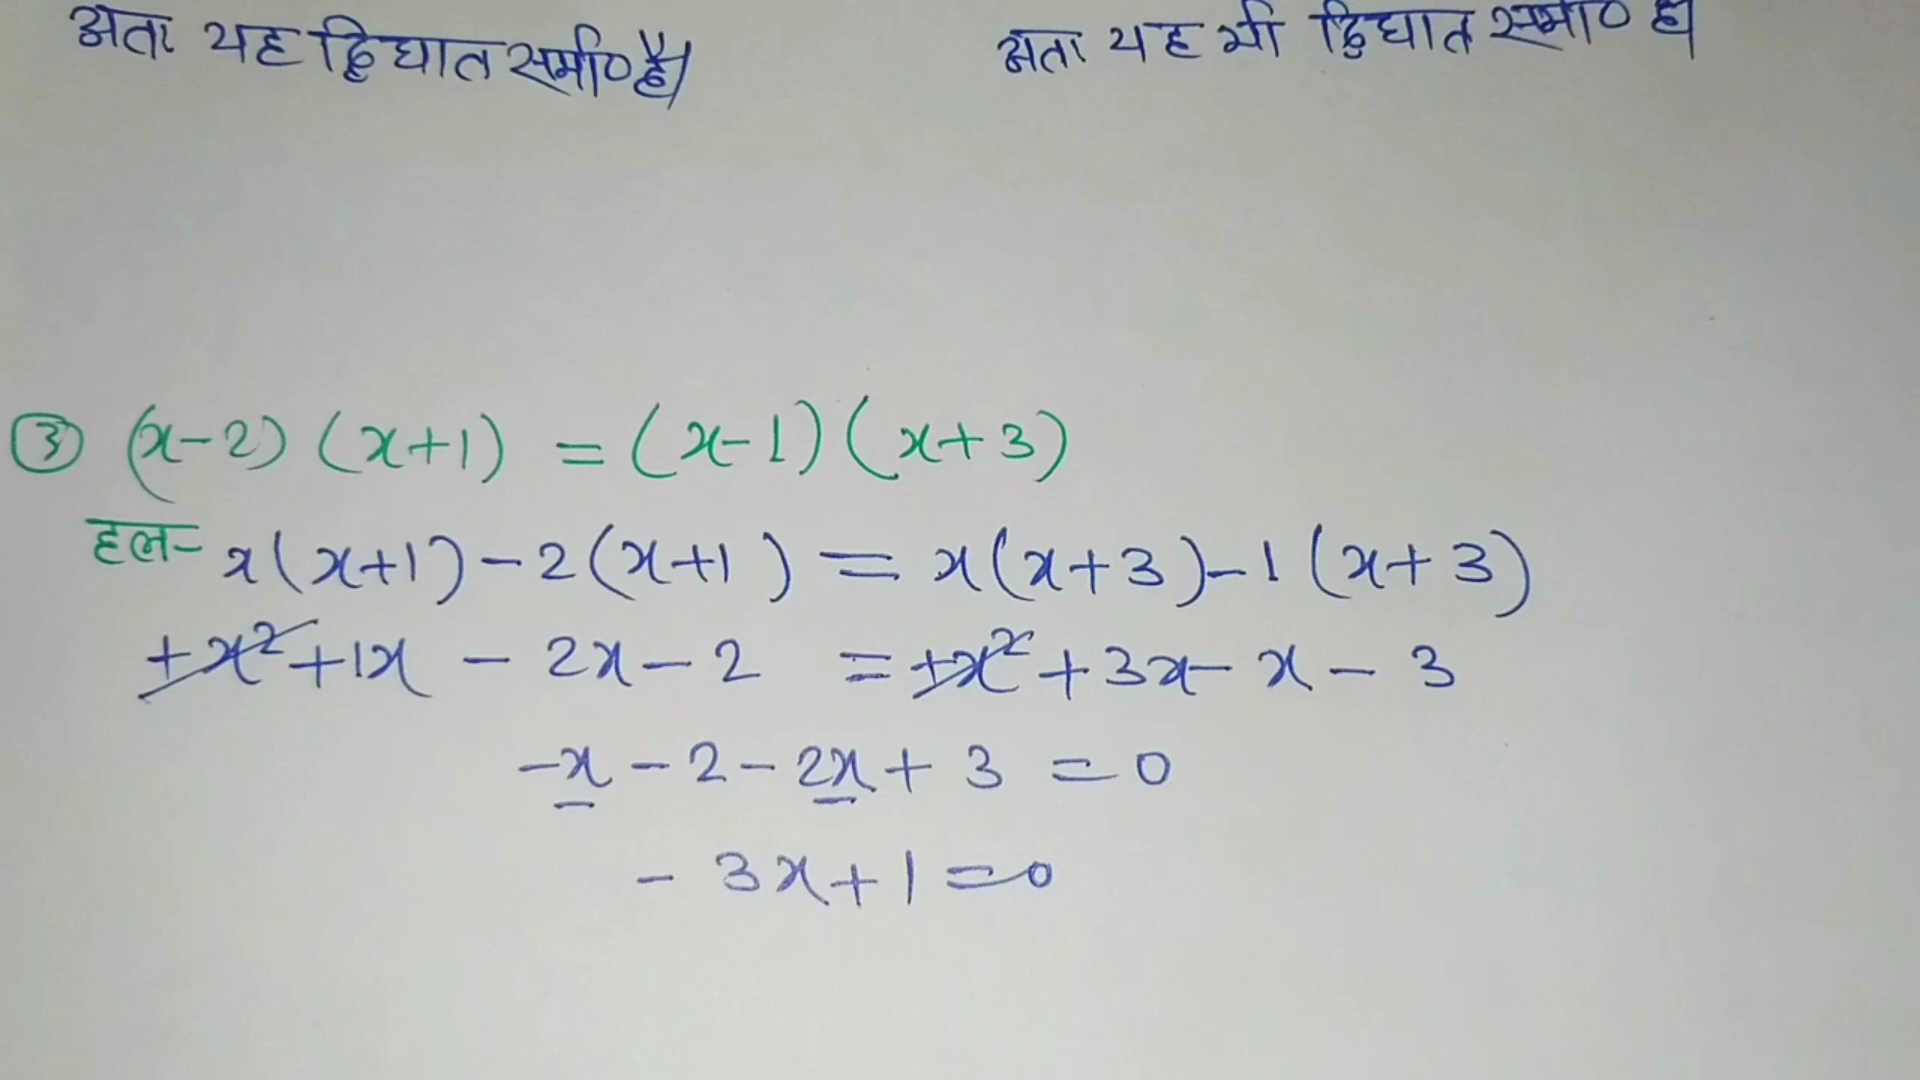 अतः यह द्विघात समी० है।
अतः यह भी द्विघात समी० है।
③ (x-2) (x+1) = (x-1) (x+3)
हल- x(x+1)-2(x+1) = x(x+3)-1(x+3)
+x²+1x - 2x - 2 = +x²+3x - x - 3
-x - 2 - 2x + 3 = 0
- 3x+1 = 0